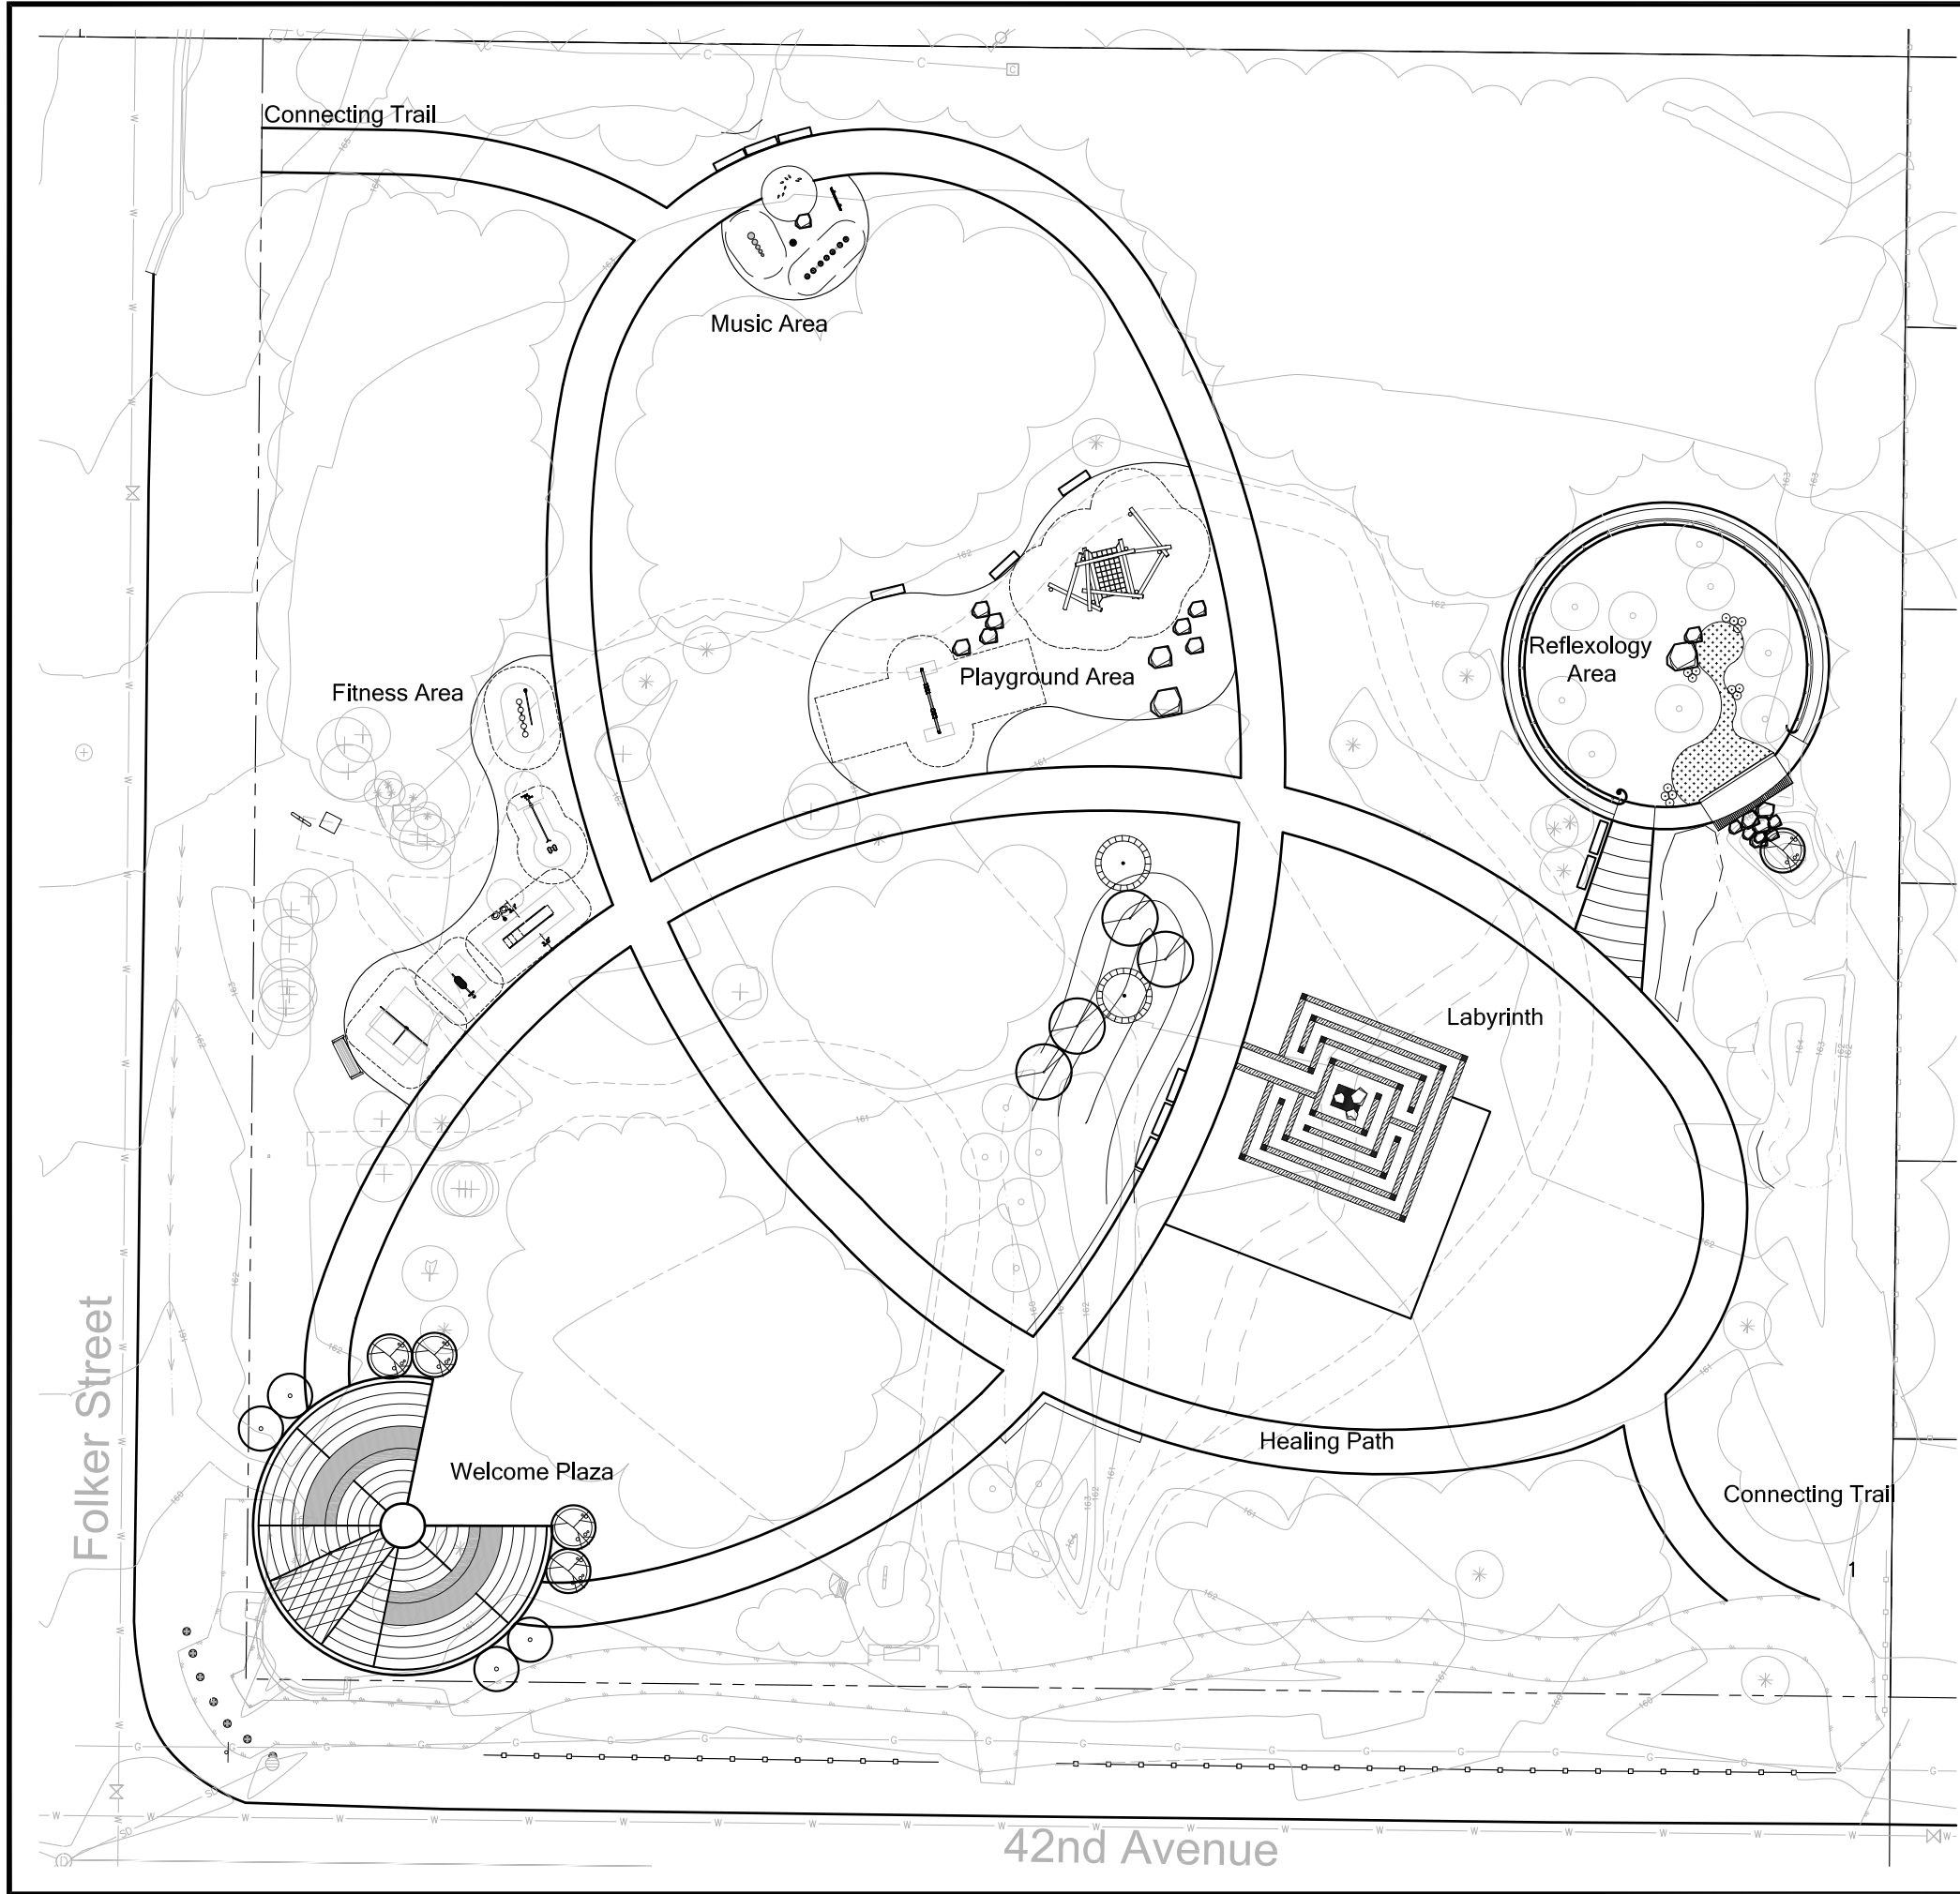 Connecting Trail
Music Area
Playground Area
Reflexology
Area
Fitness Area
Labyrinth
Welcome Plaza
Healing Path
Connecting Trail
1
Folker Street
42nd Avenue